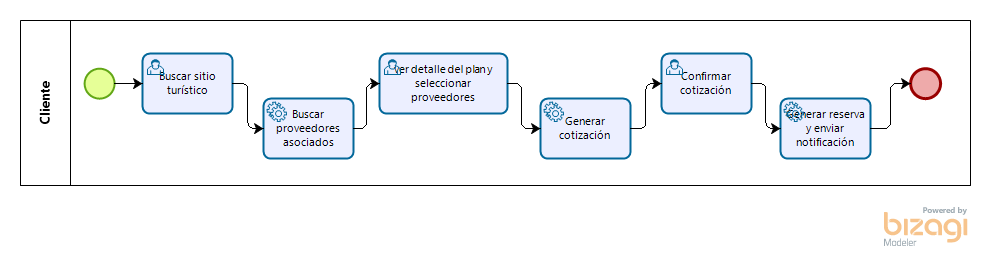 Cliente
Buscar sitio
turístico
Buscar
proveedores
asociados
Ver detalle del plan y
seleccionar
proveedores
Generar
cotización
Confirmar
cotización
Generar reserva
y enviar
notificación
Powered by
bizagi
Modeler